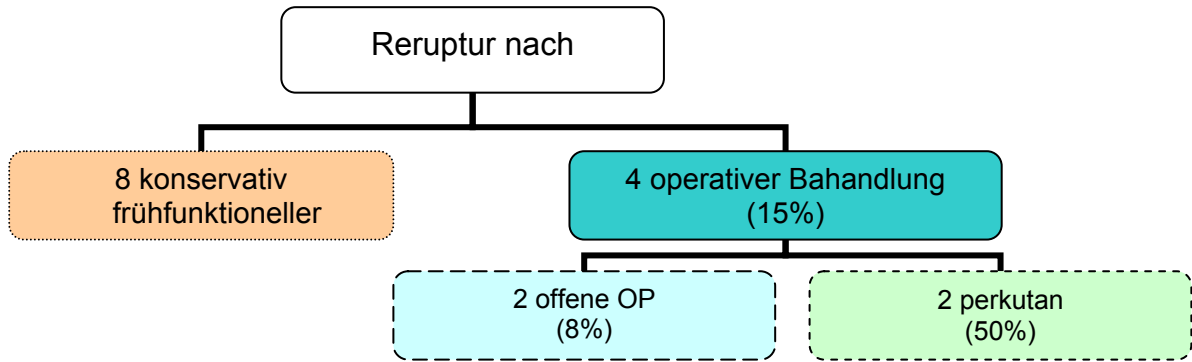 Reruptur nach
8 konservativ
frühfunktioneller
4 operativer Bahandlung
(15%)
2 offene OP
(8%)
2 perkutan
(50%)